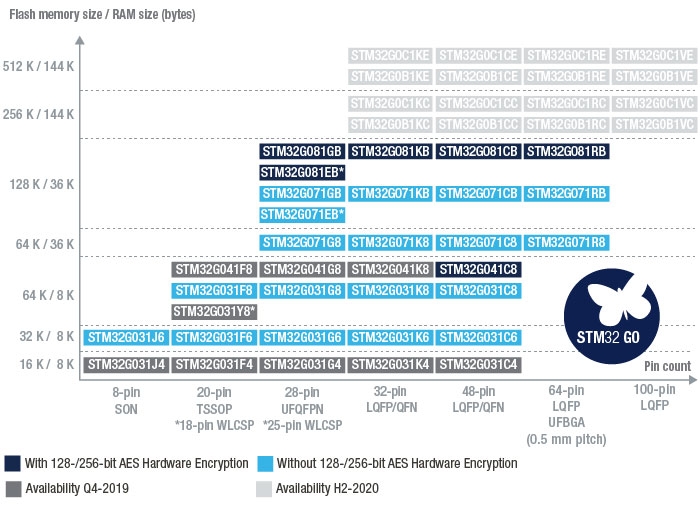 Flash memory size / RAM size (bytes)
512 K / 144 K
STM32G0C1KE STM32G0C1CE STM32G0C1RE STM32G0C1VE
STM32G0B1KE STM32G0B1CE STM32G0B1RE STM32G0B1VE
256 K / 144 K
STM32G0C1KC STM32G0C1CC STM32G0C1RC STM32G0C1VC
STM32G0B1KC STM32G0B1CC STM32G0B1RC STM32G0B1VC
128 K / 36 K
STM32G081GB STM32G081KB STM32G081CB STM32G081RB
STM32G081EB*
STM32G071GB STM32G071KB STM32G071CB STM32G071RB
STM32G071EB*
64 K / 36 K
STM32G071G8 STM32G071K8 STM32G071C8 STM32G071R8
64 K / 8 K
STM32G041F8 STM32G041G8 STM32G041K8 STM32G041C8
STM32G031F8 STM32G031G8 STM32G031K8 STM32G031C8
STM32G031Y8*
32 K / 8 K
STM32G031J6 STM32G031F6 STM32G031G6 STM32G031K6 STM32G031C6
16 K / 8 K
STM32G031J4 STM32G031F4 STM32G031G4 STM32G031K4 STM32G031C4
STM32 GO
Pin count
8-pin
SON
20-pin
TSSOP
*18-pin WLCSP
28-pin
UFQFPN
*25-pin WLCSP
32-pin
LQFP/QFN
48-pin
LQFP/QFN
64-pin
LQFP
UFBGA
(0.5 mm pitch)
100-pin
LQFP
With 128-/256-bit AES Hardware Encryption
Without 128-/256-bit AES Hardware Encryption
Availability Q4-2019
Availability H2-2020